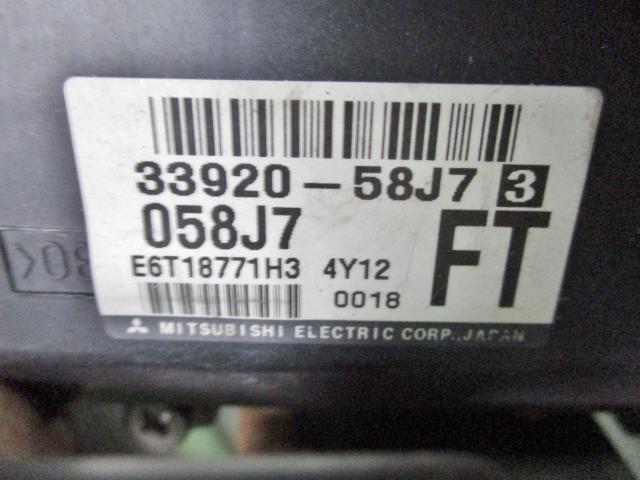 33920-58J7 3
058J7
FT
E6T18771H3 4Y12
0018
MITSUBISHI ELECTRIC CORP.,JAPAN